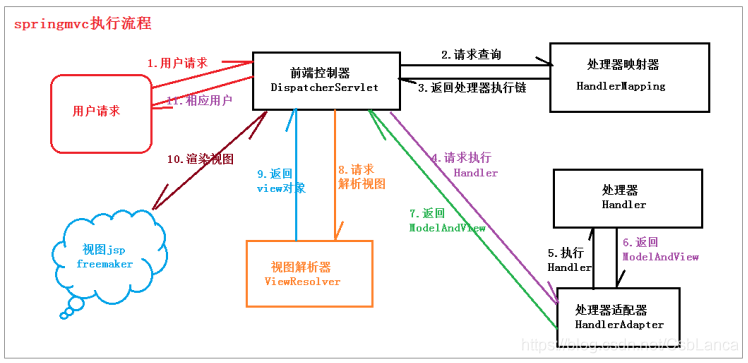 springmvc执行流程
1.用户请求
用户请求
11.相应用户
前端控制器
DispatcherServlet
2.请求查询
3.返回处理器执行链
处理器映射器
HandlerMapping
10.渲染视图
9.返回
view对象
8.请求
解析视图
4.请求执行
Handler
7.返回
ModelAndView
处理器
Handler
5.执行
Handler
6.返回
ModelAndView
视图jsp
freemaker
视图解析器
ViewResolver
处理器适配器
HandlerAdapter
https://blog.csdn.net/CsbLanca